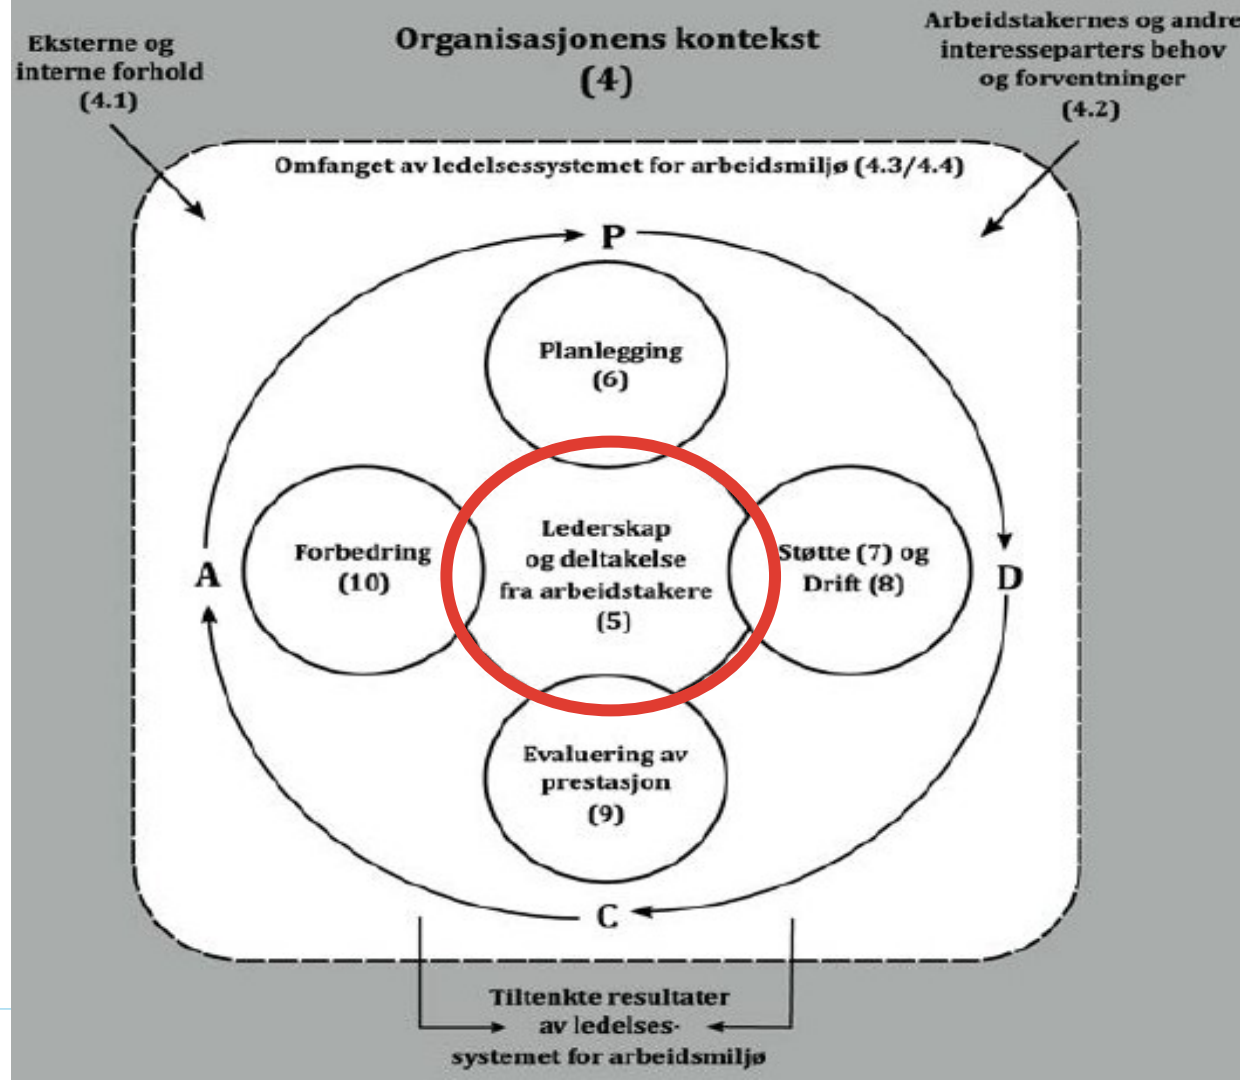 Eksterne og
interne forhold
(4.1)
Organisasjonens kontekst
(4)
Arbeidstakernes og andre
interesseparters behov
og forventninger
(4.2)
Omfanget av ledelsessystemet for arbeidsmiljø (4.3/4.4)
P
Planlegging
(6)
A
Forbedring
(10)
Lederskap
og deltakelse
fra arbeidstakere
(5)
Støtte (7) og
Drift (8)
D
Evaluering av
prestasjon
(9)
C
Tiltenkte resultater
av ledelses-
systemet for arbeidsmiljø